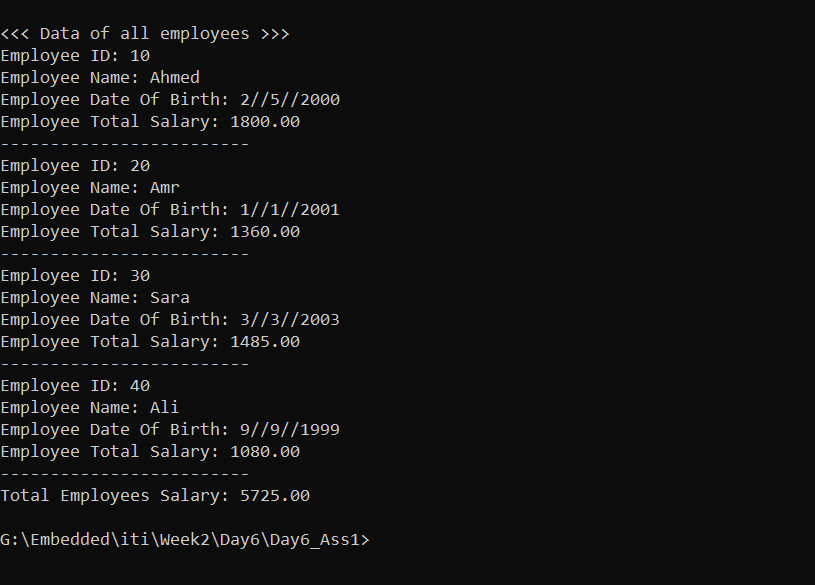 <<< Data of all employees >>>
Employee ID: 10
Employee Name: Ahmed
Employee Date Of Birth: 2//5//2000
Employee Total Salary: 1800.00
-------------------------
Employee ID: 20
Employee Name: Amr
Employee Date Of Birth: 1//1//2001
Employee Total Salary: 1360.00
-------------------------
Employee ID: 30
Employee Name: Sara
Employee Date Of Birth: 3//3//2003
Employee Total Salary: 1485.00
-------------------------
Employee ID: 40
Employee Name: Ali
Employee Date Of Birth: 9//9//1999
Employee Total Salary: 1080.00
-------------------------
Total Employees Salary: 5725.00
G:\Embedded\iti\Week2\Day6\Day6_Ass1>